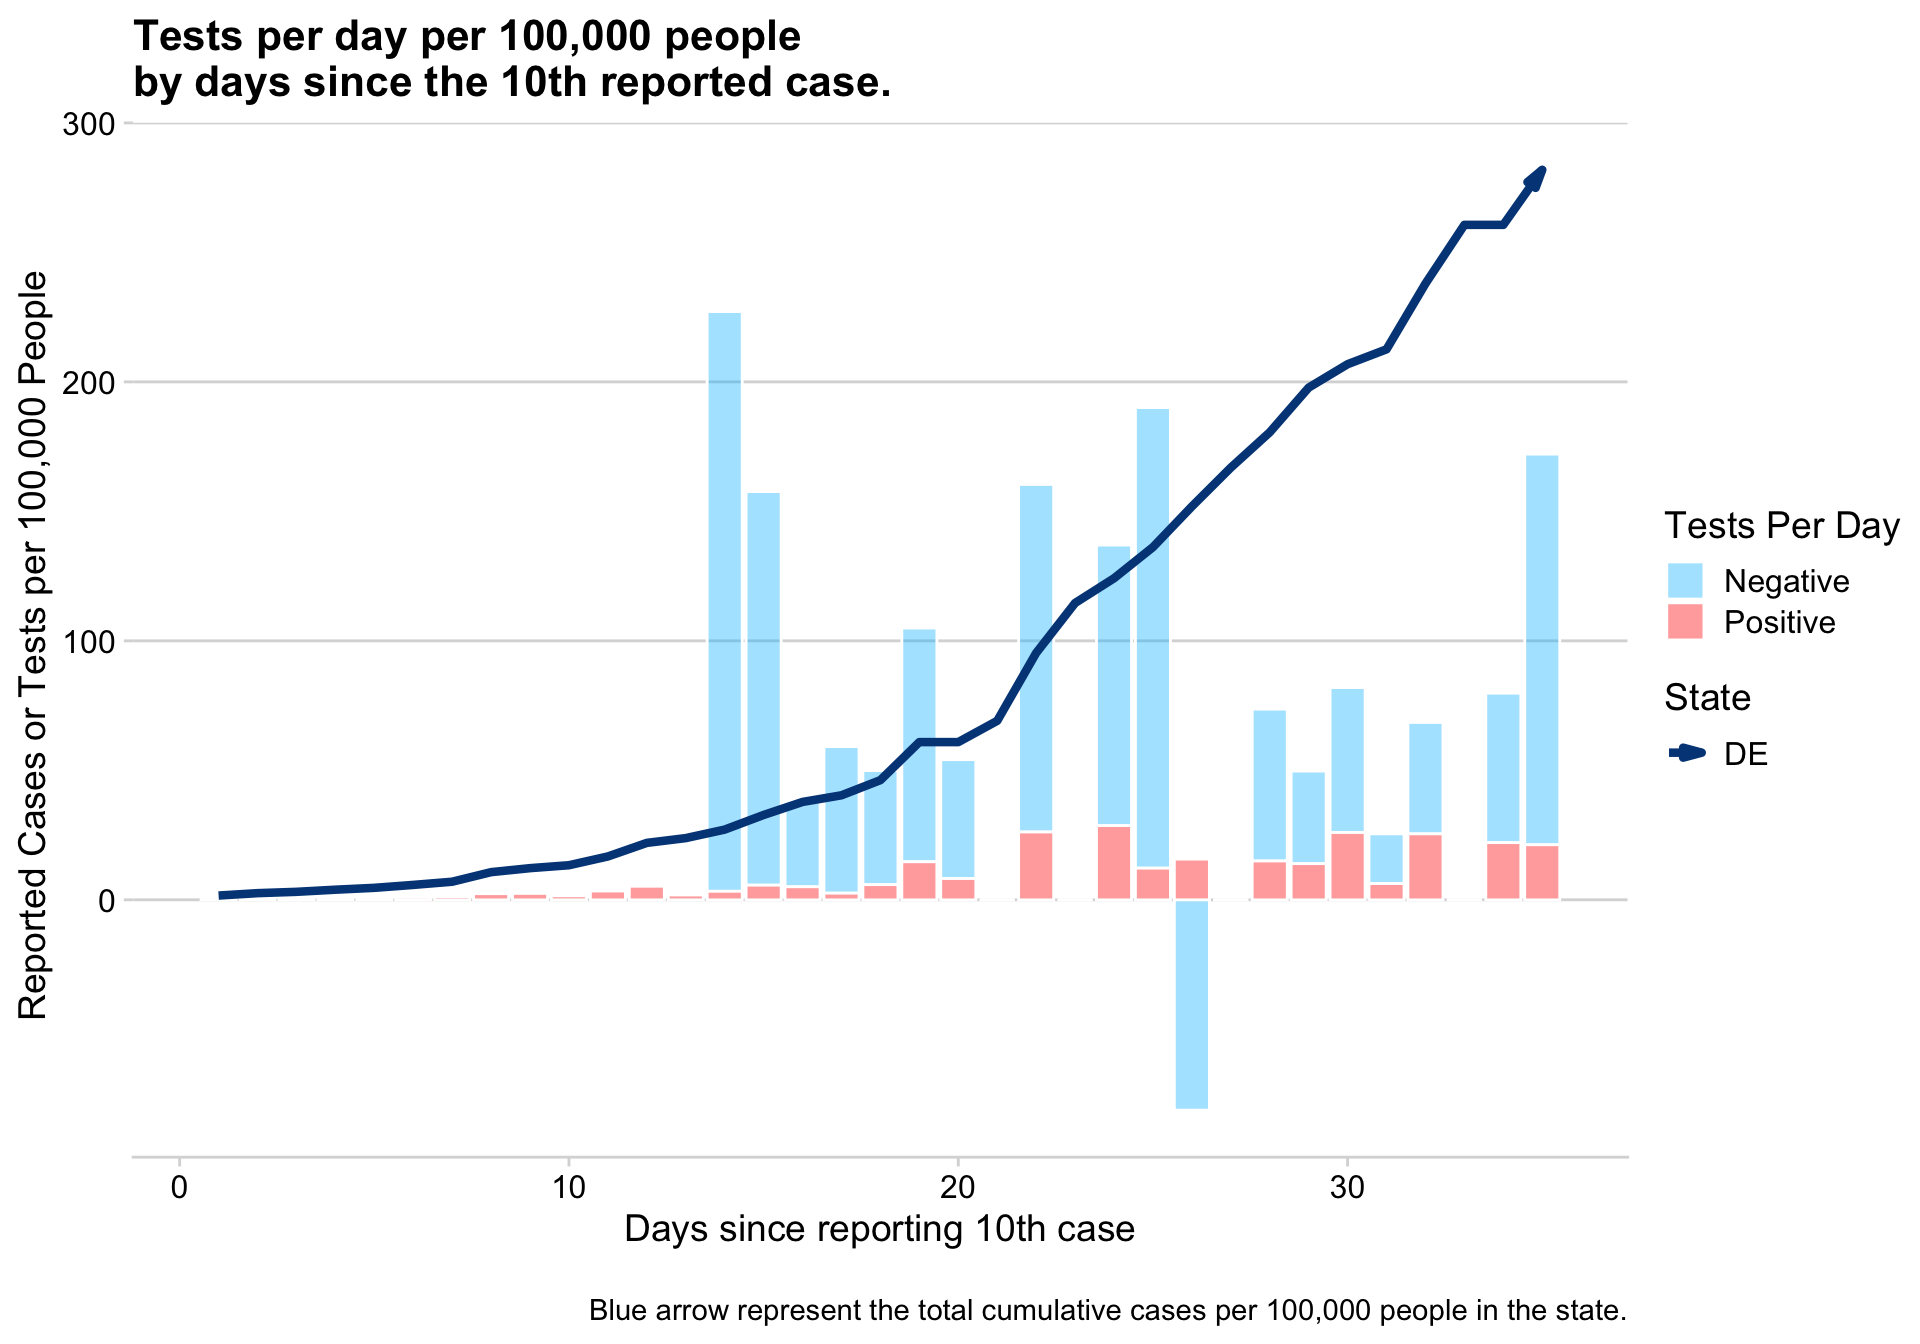 Tests per day per 100,000 people
by days since the 10th reported case.
Reported Cases or Tests per 100,000 People
300
200
100
0
0
10
20
30
Days since reporting 10th case
Tests Per Day
Negative
Positive
State
DE
Blue arrow represent the total cumulative cases per 100,000 people in the state.